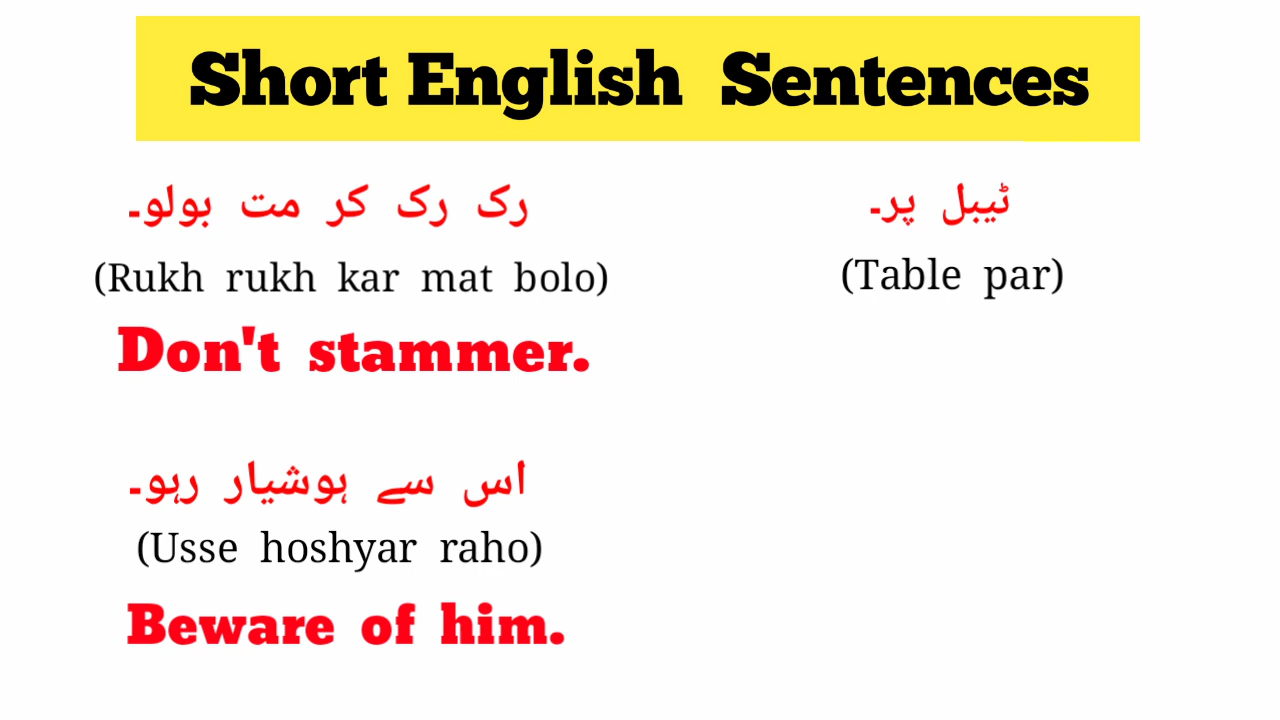 Short English Sentences
رک رک کر مت بولو۔
(Rukh rukh kar mat bolo)
Don't stammer.
ٹیبل پر۔
(Table par)
اس سے ہوشیار رہو۔
(Usse hoshyar raho)
Beware of him.